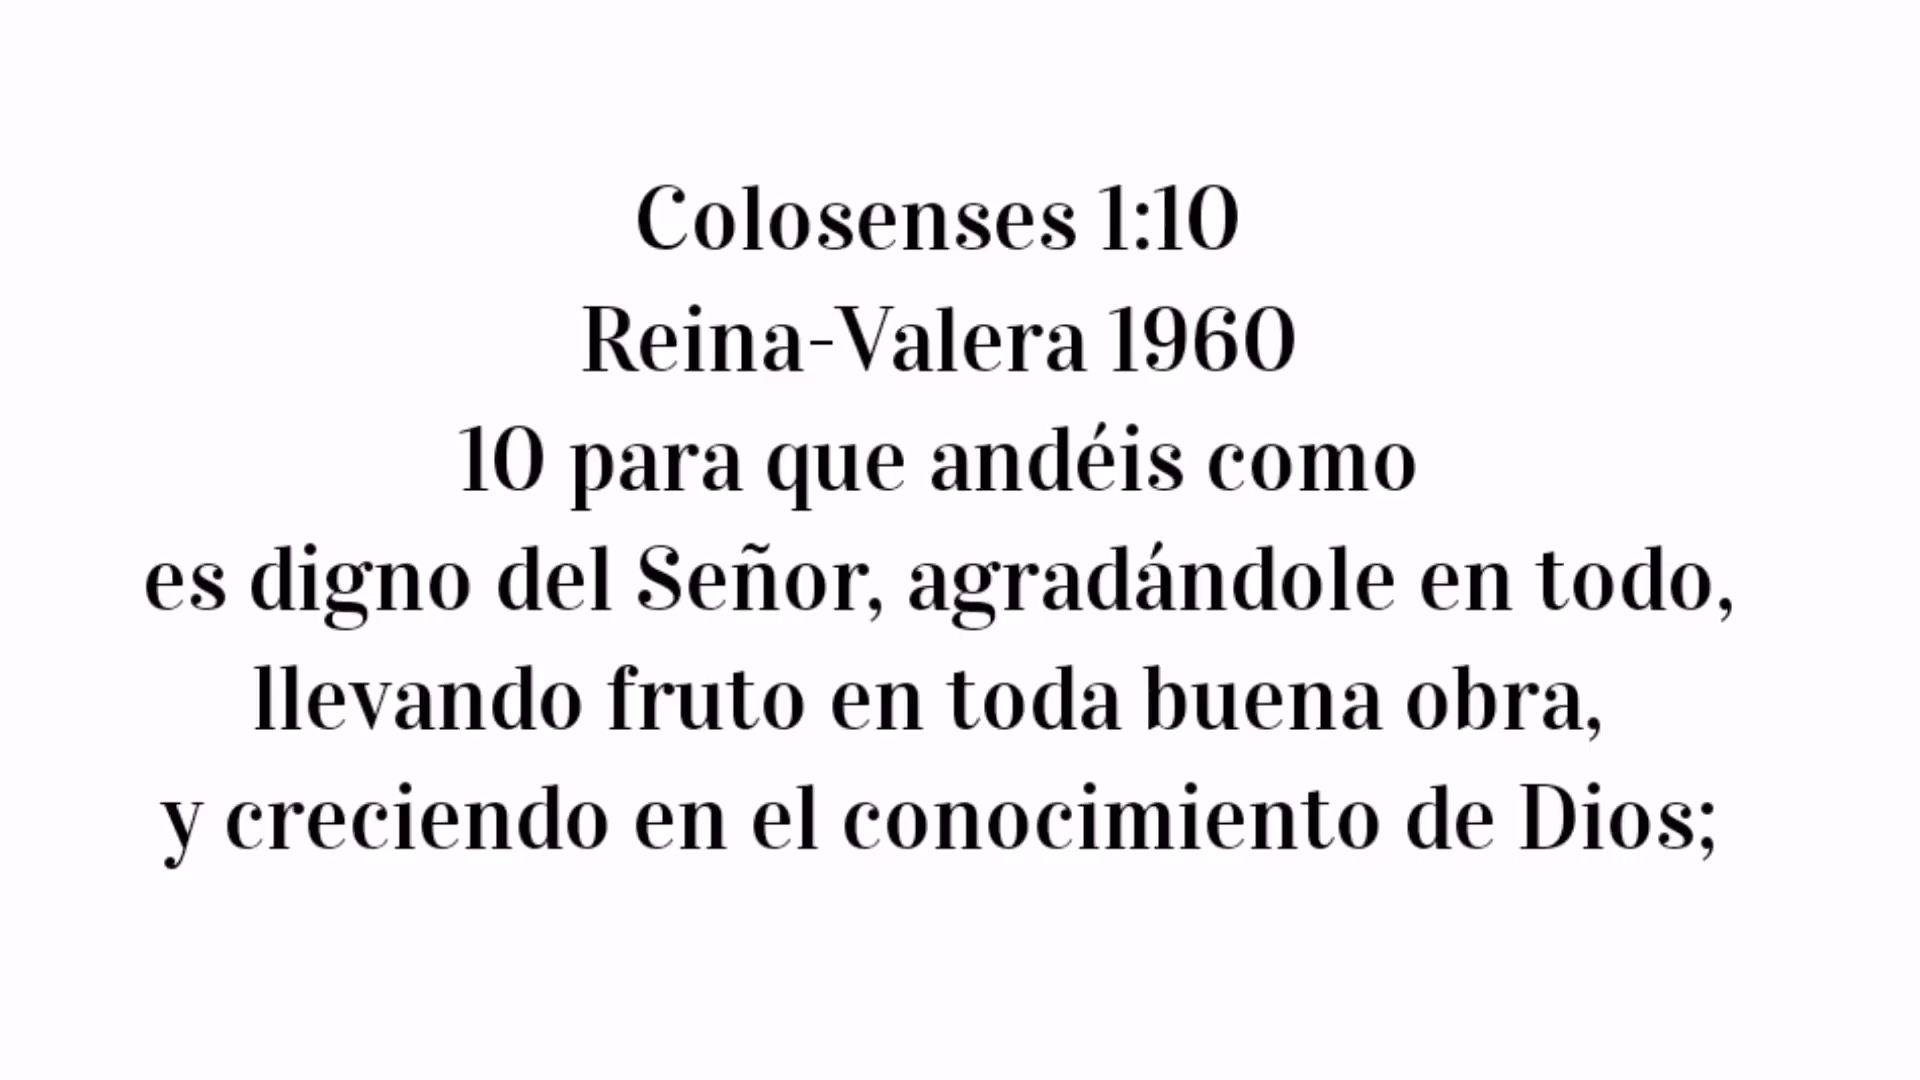 Colosenses 1:10
Reina-Valera 1960
10 para que andéis como
es digno del Señor, agradándole en todo,
llevando fruto en toda buena obra,
y creciendo en el conocimiento de Dios;